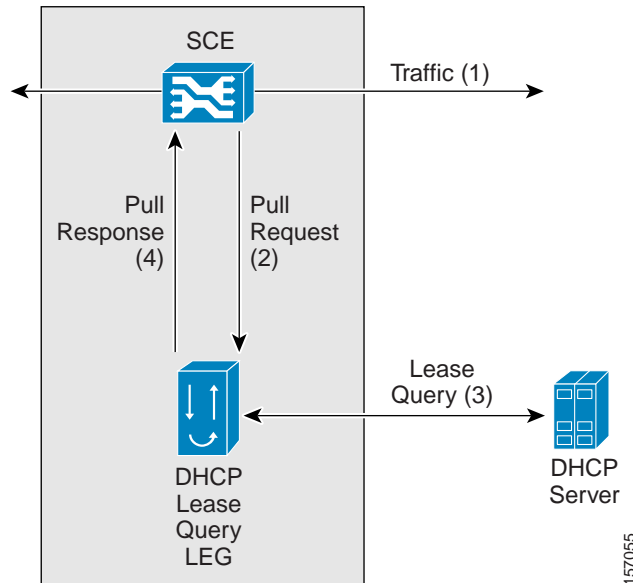 SCE
Traffic (1)
Pull
Response
(4)
Pull
Request
(2)
Lease
Query (3)
DHCP
Lease
Query
LEG
DHCP
Server
157055